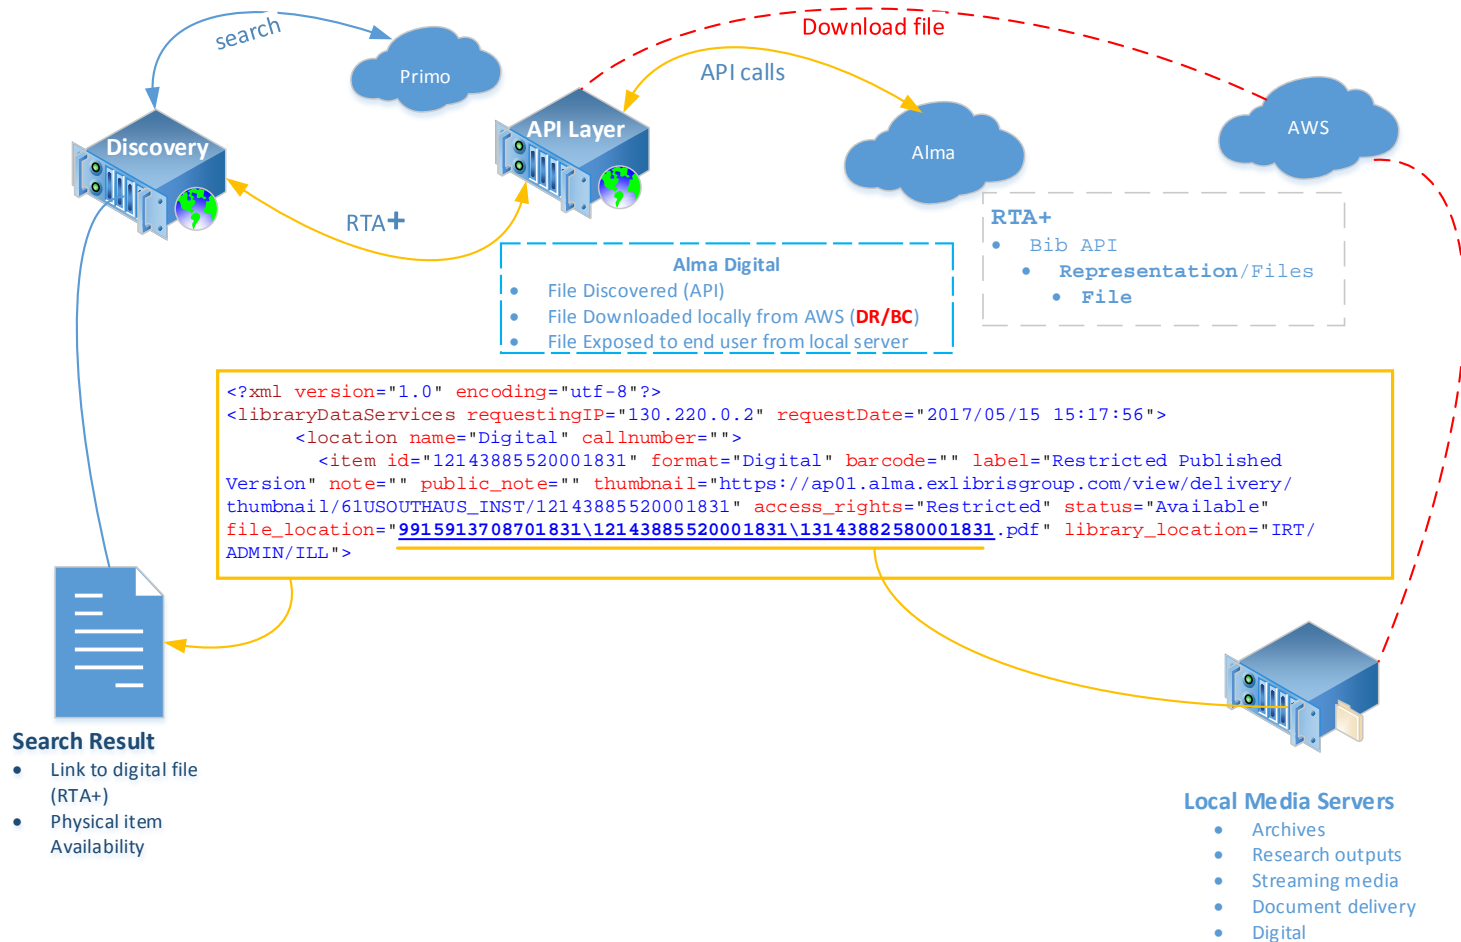 search
Primo
Download file
API calls
AWS
Alma
API Layer
Discovery
RTA+
RTA+
• Bib API
• Representation/Files
• File
Alma Digital
• File Discovered (API)
• File Downloaded locally from AWS (DR/BC)
• File Exposed to end user from local server
<?xml version="1.0" encoding="utf-8"?>
<libraryDataServices requestingIP="130.220.0.2" requestDate="2017/05/15 15:17:56">
<location name="Digital" callnumber="">
<item id="12143885520001831" format="Digital" barcode="" label="Restricted Published
Version" note="" public_note="" thumbnail="https://ap01.alma.exlibrisgroup.com/view/delivery/
thumbnail/61USOUTHAUS_INST/12143885520001831" access_rights="Restricted" status="Available"
file_location="9915913708701831\12143885520001831\13143882580001831.pdf" library_location="IRT/
ADMIN/ILL">
Search Result
• Link to digital file
(RTA+)
• Physical item
Availability
Local Media Servers
• Archives
• Research outputs
• Streaming media
• Document delivery
• Digital